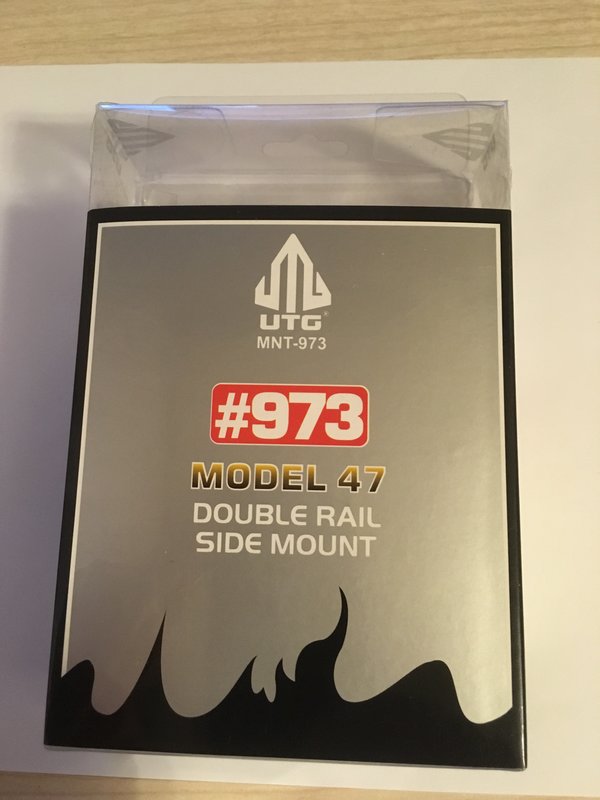 UTG®
MNT-973
#973
MODEL 47
DOUBLE RAIL
SIDE MOUNT